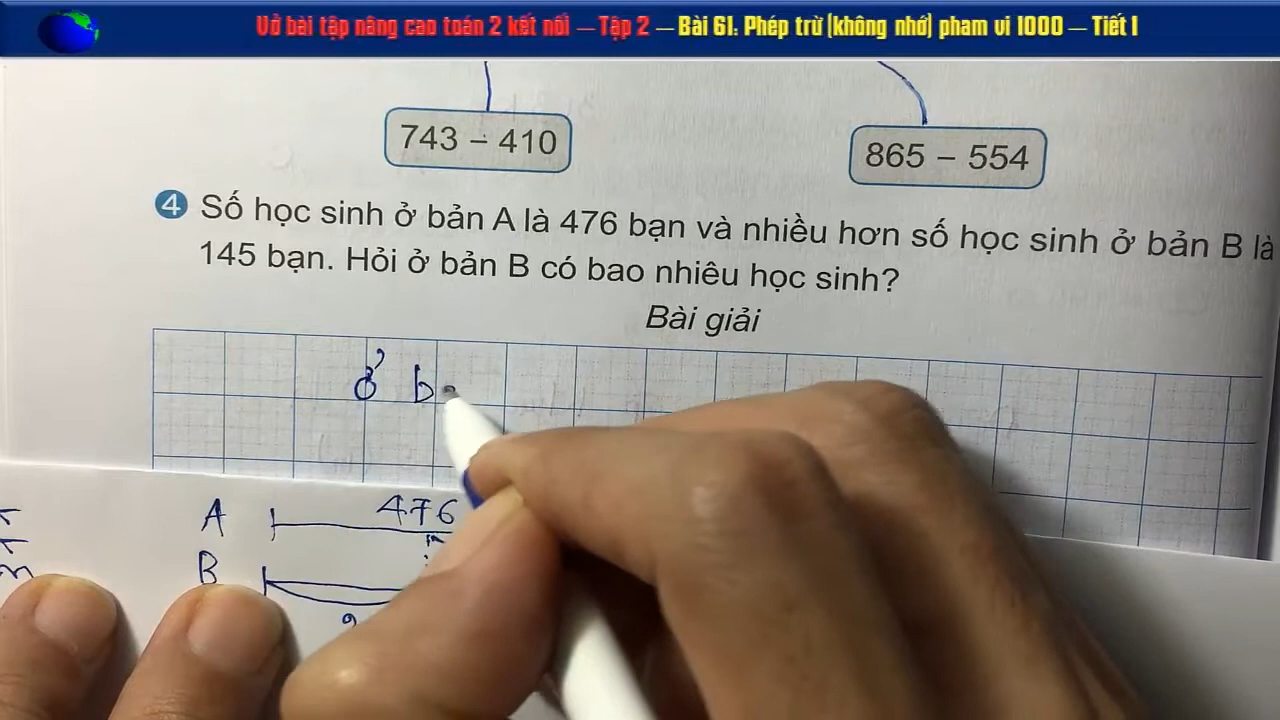 Vở bài tập nâng cao toán 2 kết nối – Tập 2 – Bài 61: Phép trừ (không nhớ) phạm vi 1000 – Tiết 1
743 – 410
865 – 554
4 Số học sinh ở bản A là 476 bạn và nhiều hơn số học sinh ở bản B là
145 bạn. Hỏi ở bản B có bao nhiêu học sinh?
Bài giải
ở b
A 476
B
?